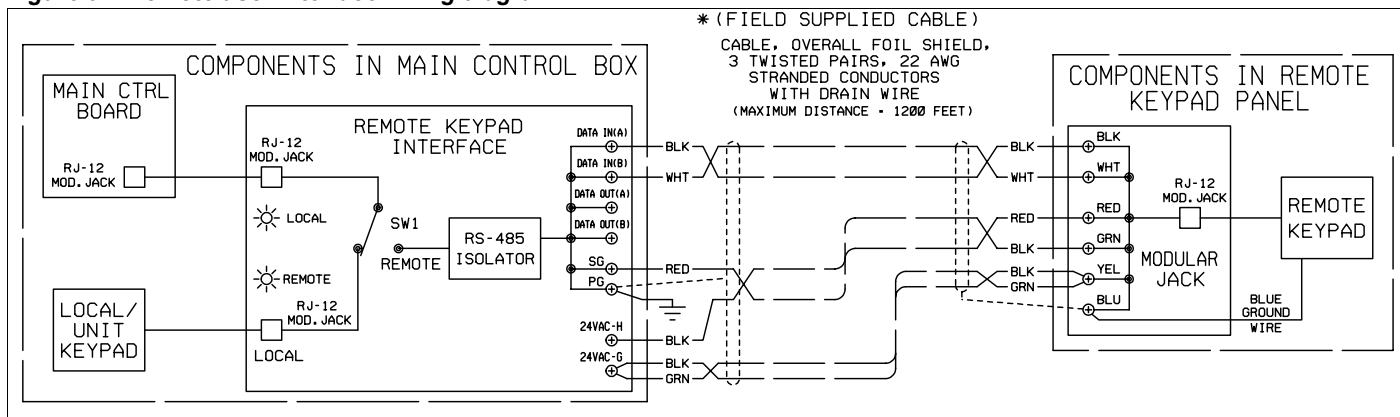 * (FIELD SUPPLIED CABLE)
CABLE, OVERALL FOIL SHIELD,
3 TWISTED PAIRS, 22 AWG
STRANDED CONDUCTORS
WITH DRAIN WIRE
(MAXIMUM DISTANCE - 1200 FEET)
COMPONENTS IN MAIN CONTROL BOX
MAIN CTRL
BOARD
RJ-12
MOD. JACK
REMOTE KEYPAD
INTERFACE
RJ-12
MOD. JACK
LOCAL
SW1
REMOTE
RS-485
ISOLATOR
REMOTE
RJ-12
MOD. JACK
LOCAL
LOCAL/
UNIT
KEYPAD
DATA IN(A)
DATA IN(B)
DATA OUT(A)
DATA OUT(B)
SG
PG
24VAC-H
24VAC-G
BLK
WHT
RED
BLK
BLK
GRN
BLK
WHT
RED
BLK
BLK
GRN
COMPONENTS IN REMOTE
KEYPAD PANEL
BLK
WHT
RED
GRN
YEL
BLU
RJ-12
MOD. JACK
MODULAR
JACK
REMOTE
KEYPAD
BLUE
GROUND
WIRE